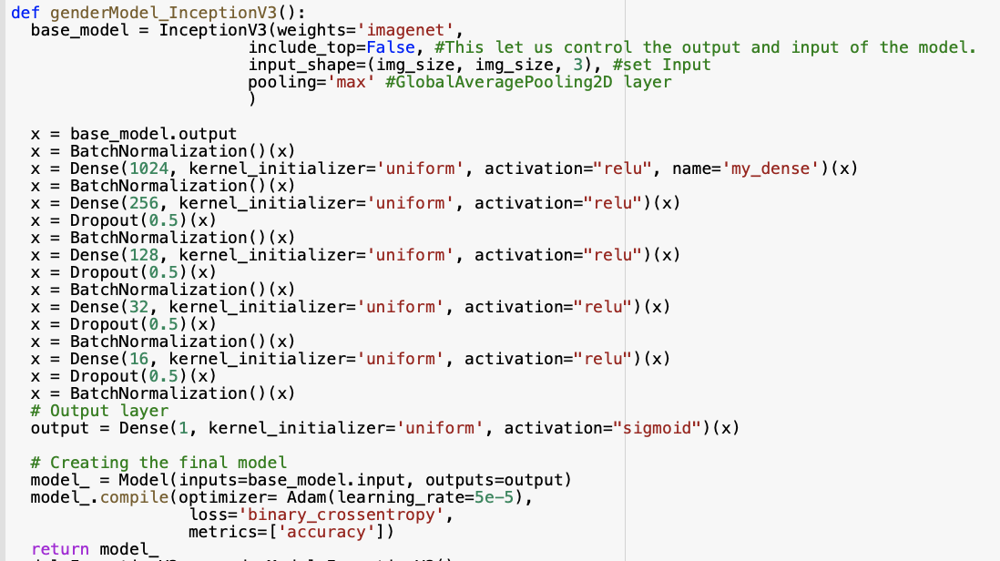 def genderModel_InceptionV3():
  base_model = InceptionV3(weights='imagenet',
                        include_top=False, #This let us control the output and input of the model.
                        input_shape=(img_size, img_size, 3), #set Input
                        pooling='max' #GlobalAveragePooling2D layer
                        )
  x = base_model.output
  x = BatchNormalization()(x)
  x = Dense(1024, kernel_initializer='uniform', activation="relu", name='my_dense')(x)
  x = BatchNormalization()(x)
  x = Dense(256, kernel_initializer='uniform', activation="relu")(x)
  x = Dropout(0.5)(x)
  x = BatchNormalization()(x)
  x = Dense(128, kernel_initializer='uniform', activation="relu")(x)
  x = Dropout(0.5)(x)
  x = BatchNormalization()(x)
  x = Dense(32, kernel_initializer='uniform', activation="relu")(x)
  x = Dropout(0.5)(x)
  x = BatchNormalization()(x)
  x = Dense(16, kernel_initializer='uniform', activation="relu")(x)
  x = Dropout(0.5)(x)
  x = BatchNormalization()(x)
  # Output layer
  output = Dense(1, kernel_initializer='uniform', activation="sigmoid")(x)
  # Creating the final model
  model_ = Model(inputs=base_model.input, outputs=output)
  model_.compile(optimizer= Adam(learning_rate=5e-5),
                  loss='binary_crossentropy',
                  metrics=['accuracy'])
  return model_